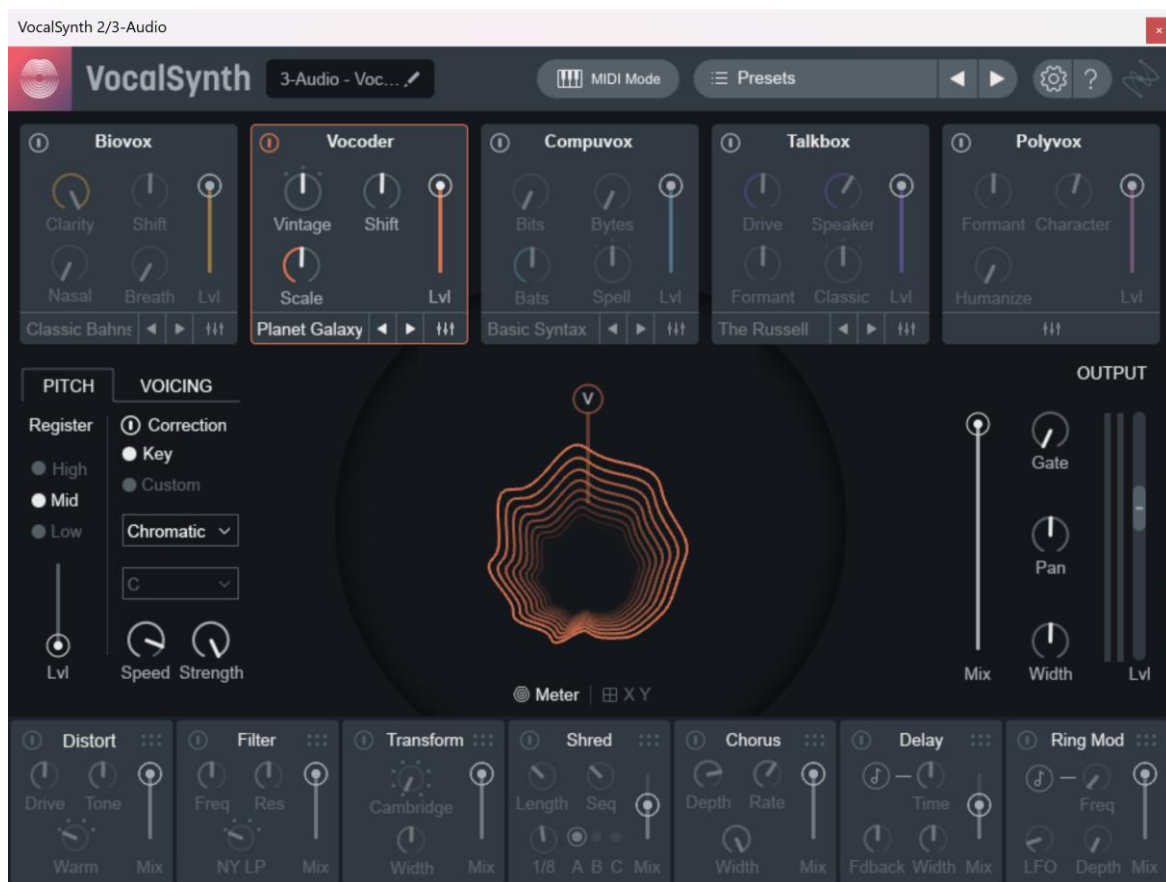 VocalSynth 2/3-Audio
x
VocalSynth
3-Audio - Voc...
MIDI Mode
Presets
?
Biovox
Clarity Shift
Nasal Breath Lvl
Classic Bahns
Vocoder
Vintage Shift
Scale Lvl
Planet Galaxy
Compuvox
Bits Bytes
Bats Spell Lvl
Basic Syntax
Talkbox
Drive Speaker
Formant Classic Lvl
The Russell
Polyvox
Formant Character
Humanize Lvl
PITCH VOICING
Register
High
Mid
Low
Lvl
Correction
Key
Custom
Chromatic
C
Speed Strength
V
Meter X Y
OUTPUT
Gate
Pan
Mix Width Lvl
Distort
Drive Tone
Warm Mix
Filter
Freq Res
NY LP Mix
Transform
Cambridge
Width Mix
Shred
Length Seq
1/8 A B C Mix
Chorus
Depth Rate
Width Mix
Delay
Time
Fdback Width Mix
Ring Mod
Freq
LFO Depth Mix